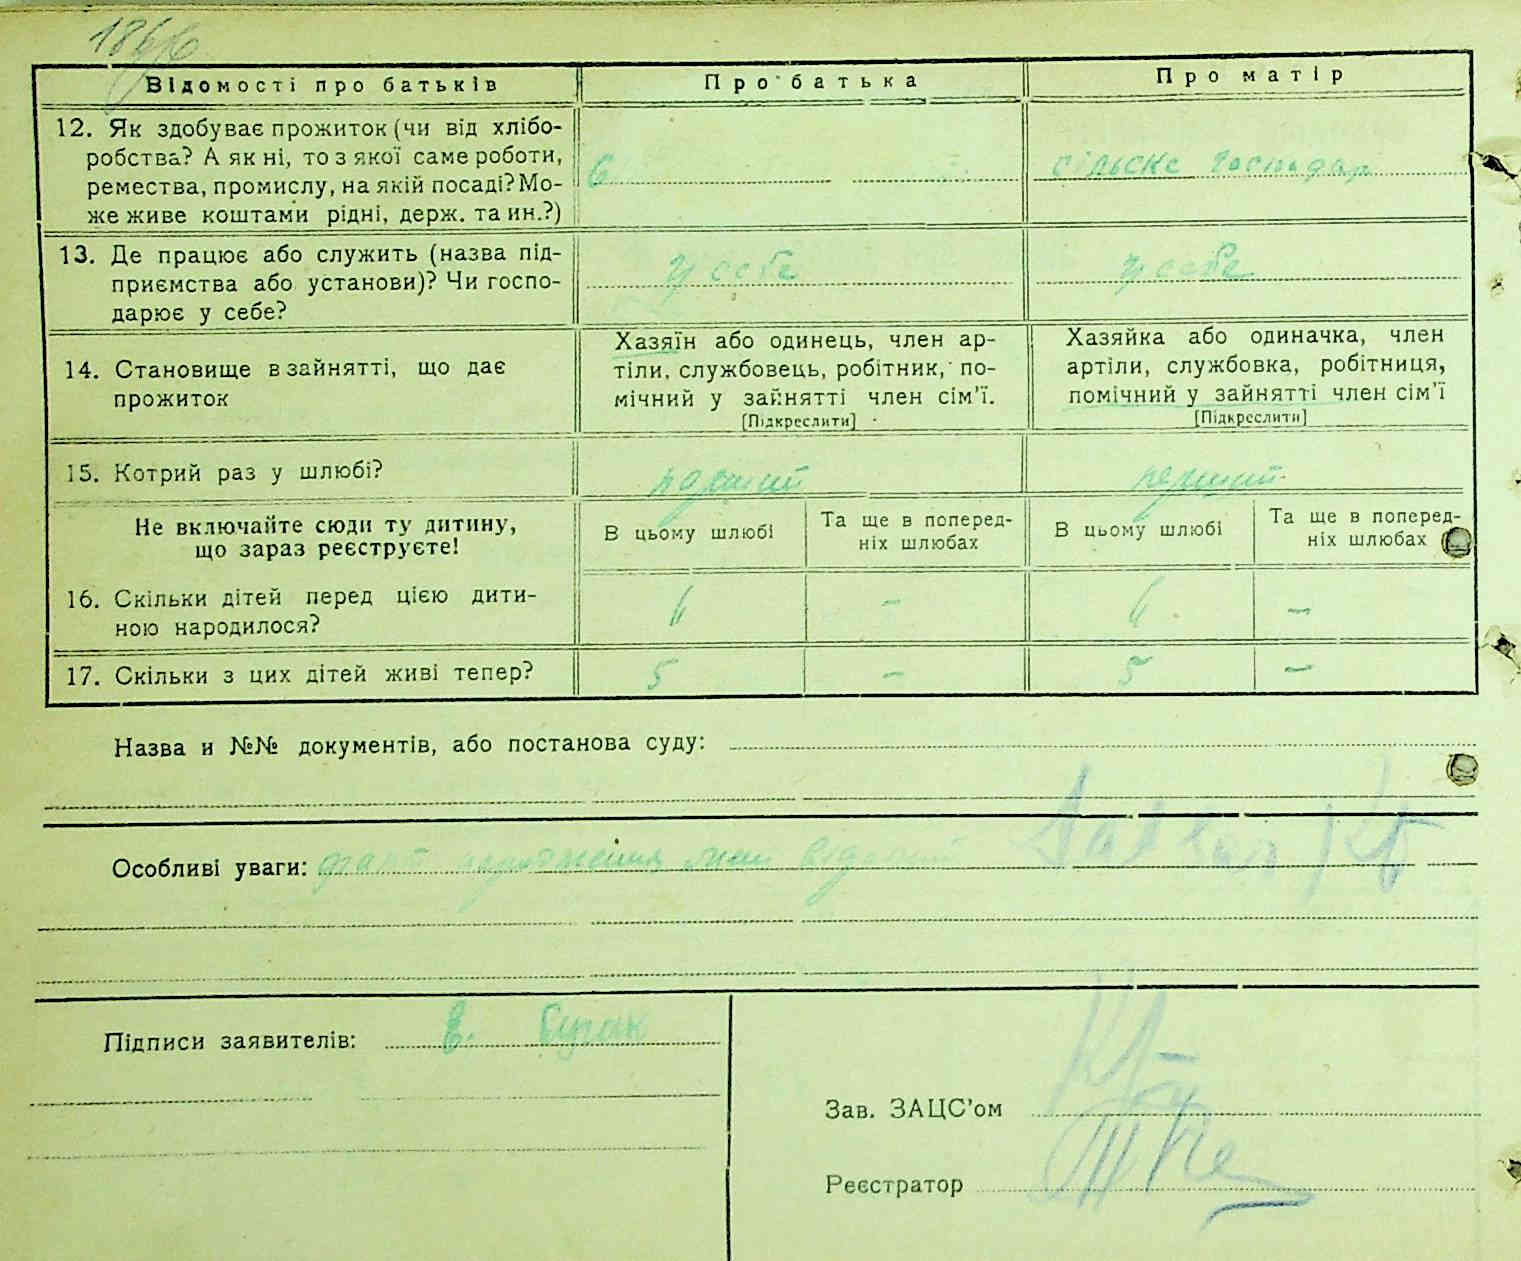 Відомості про батьків
Про батька
Про матір
12. Як здобуває прожиток (чи від хлібо-
робства? А як ні, то з якої саме роботи,
ремества, промислу, на якій посаді? Мо-
же живе коштами рідні, держ. та ин.?)
сільске господар
13. Де працює або служить (назва під-
приємства або установи)? Чи госпо-
дарює у себе?
у себе
у себе
14. Становище в зайнятті, що дає
прожиток
Хазяїн або одинець, член ар-
тіли, службовець, робітник, по-
мічний у зайнятті член сім'ї.
[Підкреслити]
Хазяйка або одиначка, член
артіли, службовка, робітниця,
помічний у зайнятті член сім'ї
[Підкреслити]
15. Котрий раз у шлюбі?
первий
первий
Не включайте сюди ту дитину,
що зараз реєструєте!
В цьому шлюбі
Та ще в поперед-
ніх шлюбах
В цьому шлюбі
Та ще в поперед-
ніх шлюбах
16. Скільки дітей перед цією дити-
ною народилося?
–
–
17. Скільки з цих дітей живі тепер?
5
–
5
–
Назва и №№ документів, або постанова суду:
Особливі уваги: факт
Підписи заявителів:
Зав. ЗАЦС'ом
Реєстратор